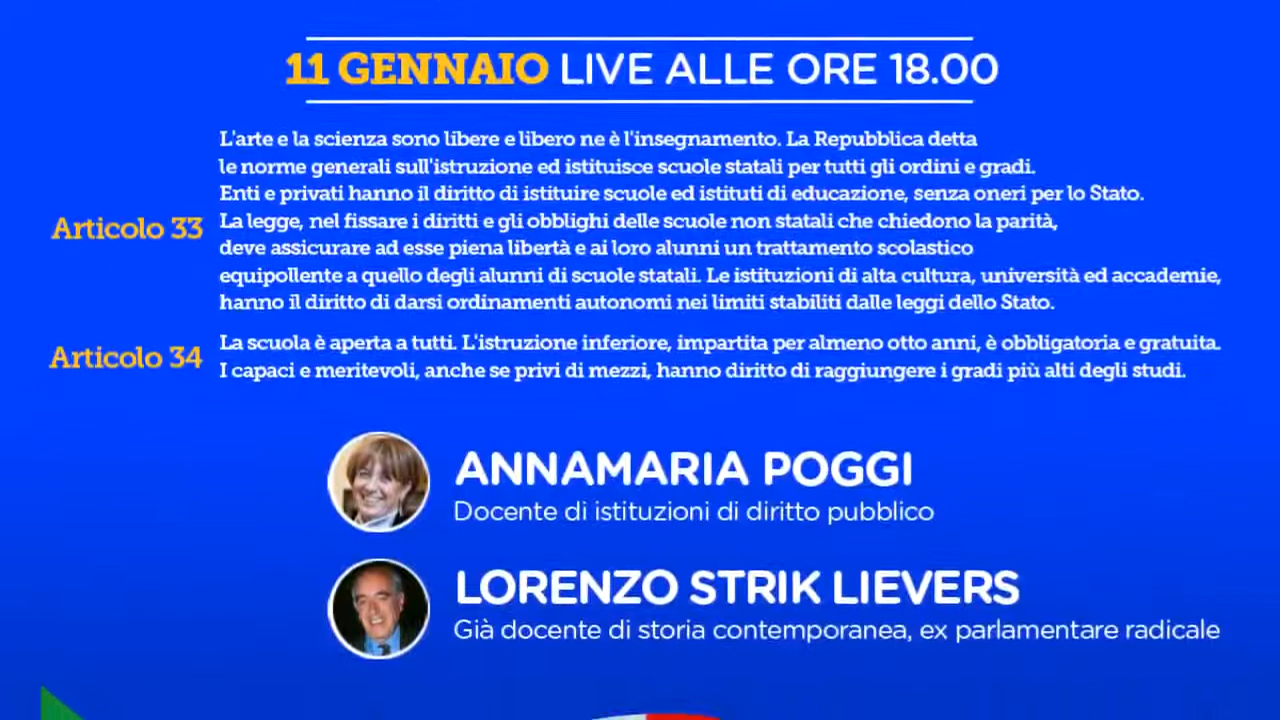 11 GENNAIO LIVE ALLE ORE 18.00
Articolo 33
L'arte e la scienza sono libere e libero ne è l'insegnamento. La Repubblica detta
le norme generali sull'istruzione ed istituisce scuole statali per tutti gli ordini e gradi.
Enti e privati hanno il diritto di istituire scuole ed istituti di educazione, senza oneri per lo Stato.
La legge, nel fissare i diritti e gli obblighi delle scuole non statali che chiedono la parità,
deve assicurare ad esse piena libertà e ai loro alunni un trattamento scolastico
equipollente a quello degli alunni di scuole statali. Le istituzioni di alta cultura, università ed accademie,
hanno il diritto di darsi ordinamenti autonomi nei limiti stabiliti dalle leggi dello Stato.
Articolo 34
La scuola è aperta a tutti. L'istruzione inferiore, impartita per almeno otto anni, è obbligatoria e gratuita.
I capaci e meritevoli, anche se privi di mezzi, hanno diritto di raggiungere i gradi più alti degli studi.
ANNAMARIA POGGI
Docente di istituzioni di diritto pubblico
LORENZO STRIK LIEVERS
Già docente di storia contemporanea, ex parlamentare radicale